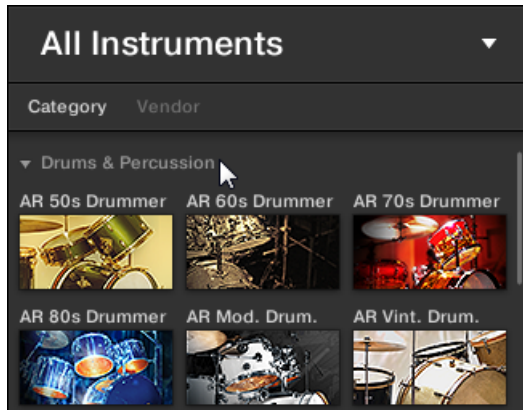 All Instruments
Category Vendor
Drums & Percussion
AR 50s Drummer AR 60s Drummer AR 70s Drummer
AR 80s Drummer AR Mod. Drum. AR Vint. Drum.